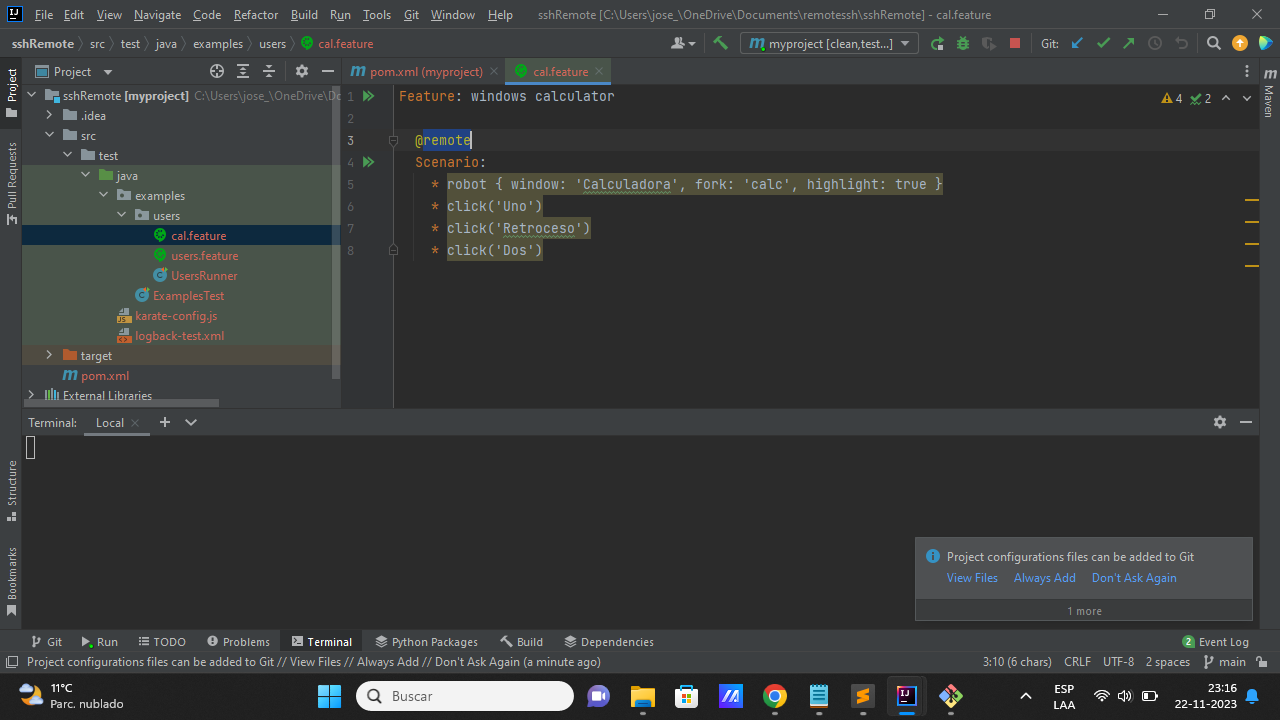 File Edit View Navigate Code Refactor Build Run Tools Git Window Help sshRemote [C:\Users\jose_\OneDrive\Documents\remotessh\sshRemote] - cal.feature
sshRemote src test java examples users cal.feature myproject [clean,test...] Git:
Project
pom.xml (myproject) cal.feature
sshRemote [myproject] C:\Users\jose_\OneDrive\Do
.idea
src
test
java
examples
users
cal.feature
users.feature
UsersRunner
ExamplesTest
karate-config.js
logback-test.xml
target
pom.xml
External Libraries
1 Feature: windows calculator
2
3 @remote
4 Scenario:
5 * robot { window: 'Calculadora', fork: 'calc', highlight: true }
6 * click('Uno')
7 * click('Retroceso')
8 * click('Dos')
4 2
Project
Pull Requests
Structure
Bookmarks
Maven
Terminal: Local
Project configurations files can be added to Git
View Files Always Add Don't Ask Again
1 more
Git Run TODO Problems Terminal Python Packages Build Dependencies 2 Event Log
Project configurations files can be added to Git // View Files // Always Add // Don't Ask Again (a minute ago) 3:10 (6 chars) CRLF UTF-8 2 spaces main
11°C
Parc. nublado
Buscar
ESP
LAA
23:16
22-11-2023